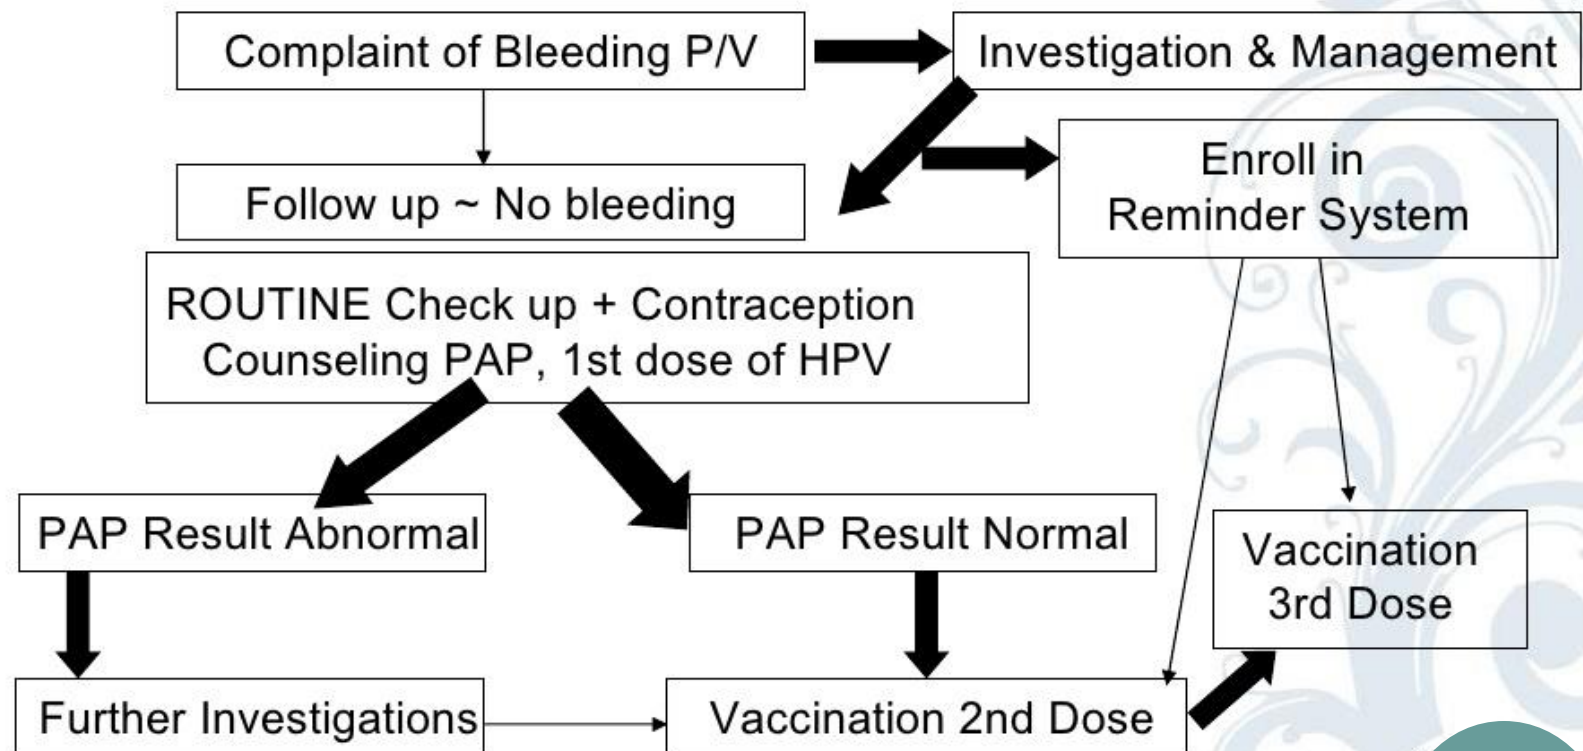 Complaint of Bleeding P/V
Investigation & Management
Enroll in
Reminder System
Follow up ~ No bleeding
ROUTINE Check up + Contraception
Counseling PAP, 1st dose of HPV
PAP Result Abnormal
PAP Result Normal
Vaccination
3rd Dose
Further Investigations
Vaccination 2nd Dose